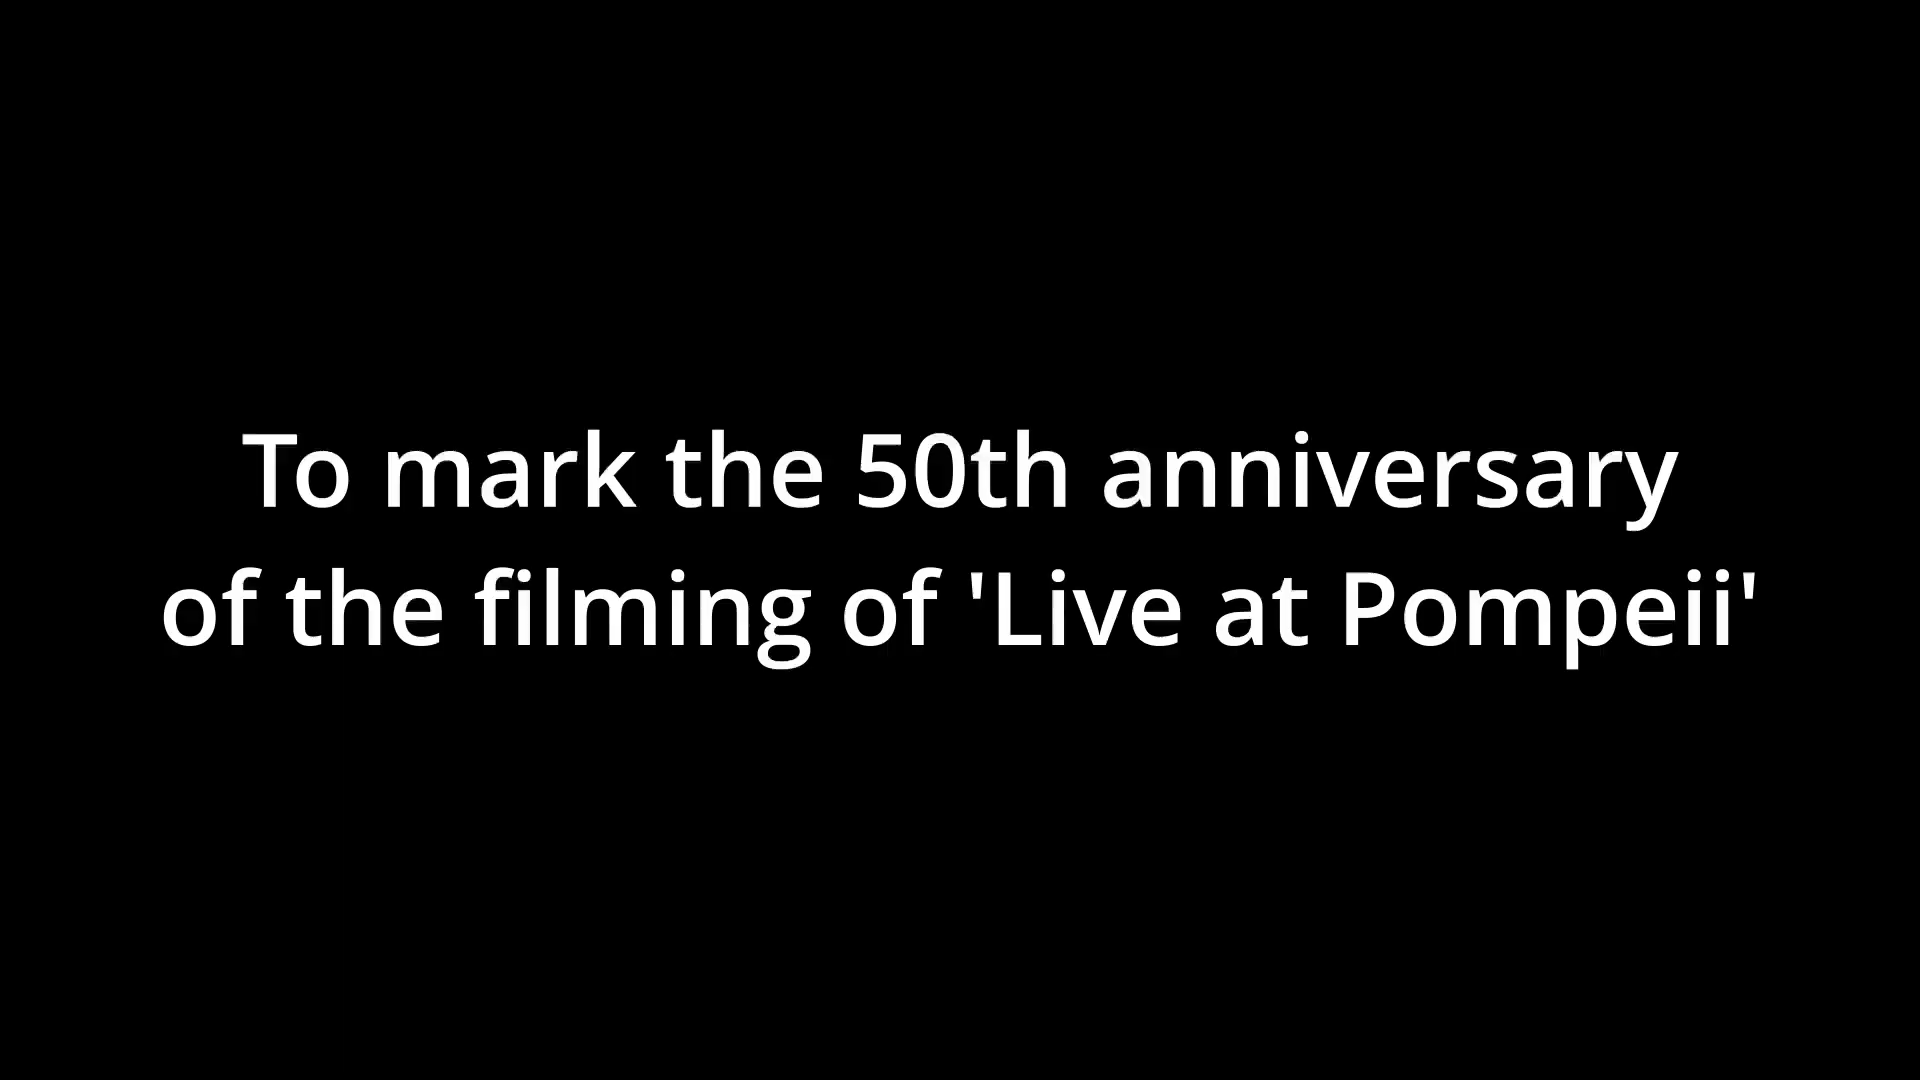 To mark the 50th anniversary
of the filming of 'Live at Pompeii'